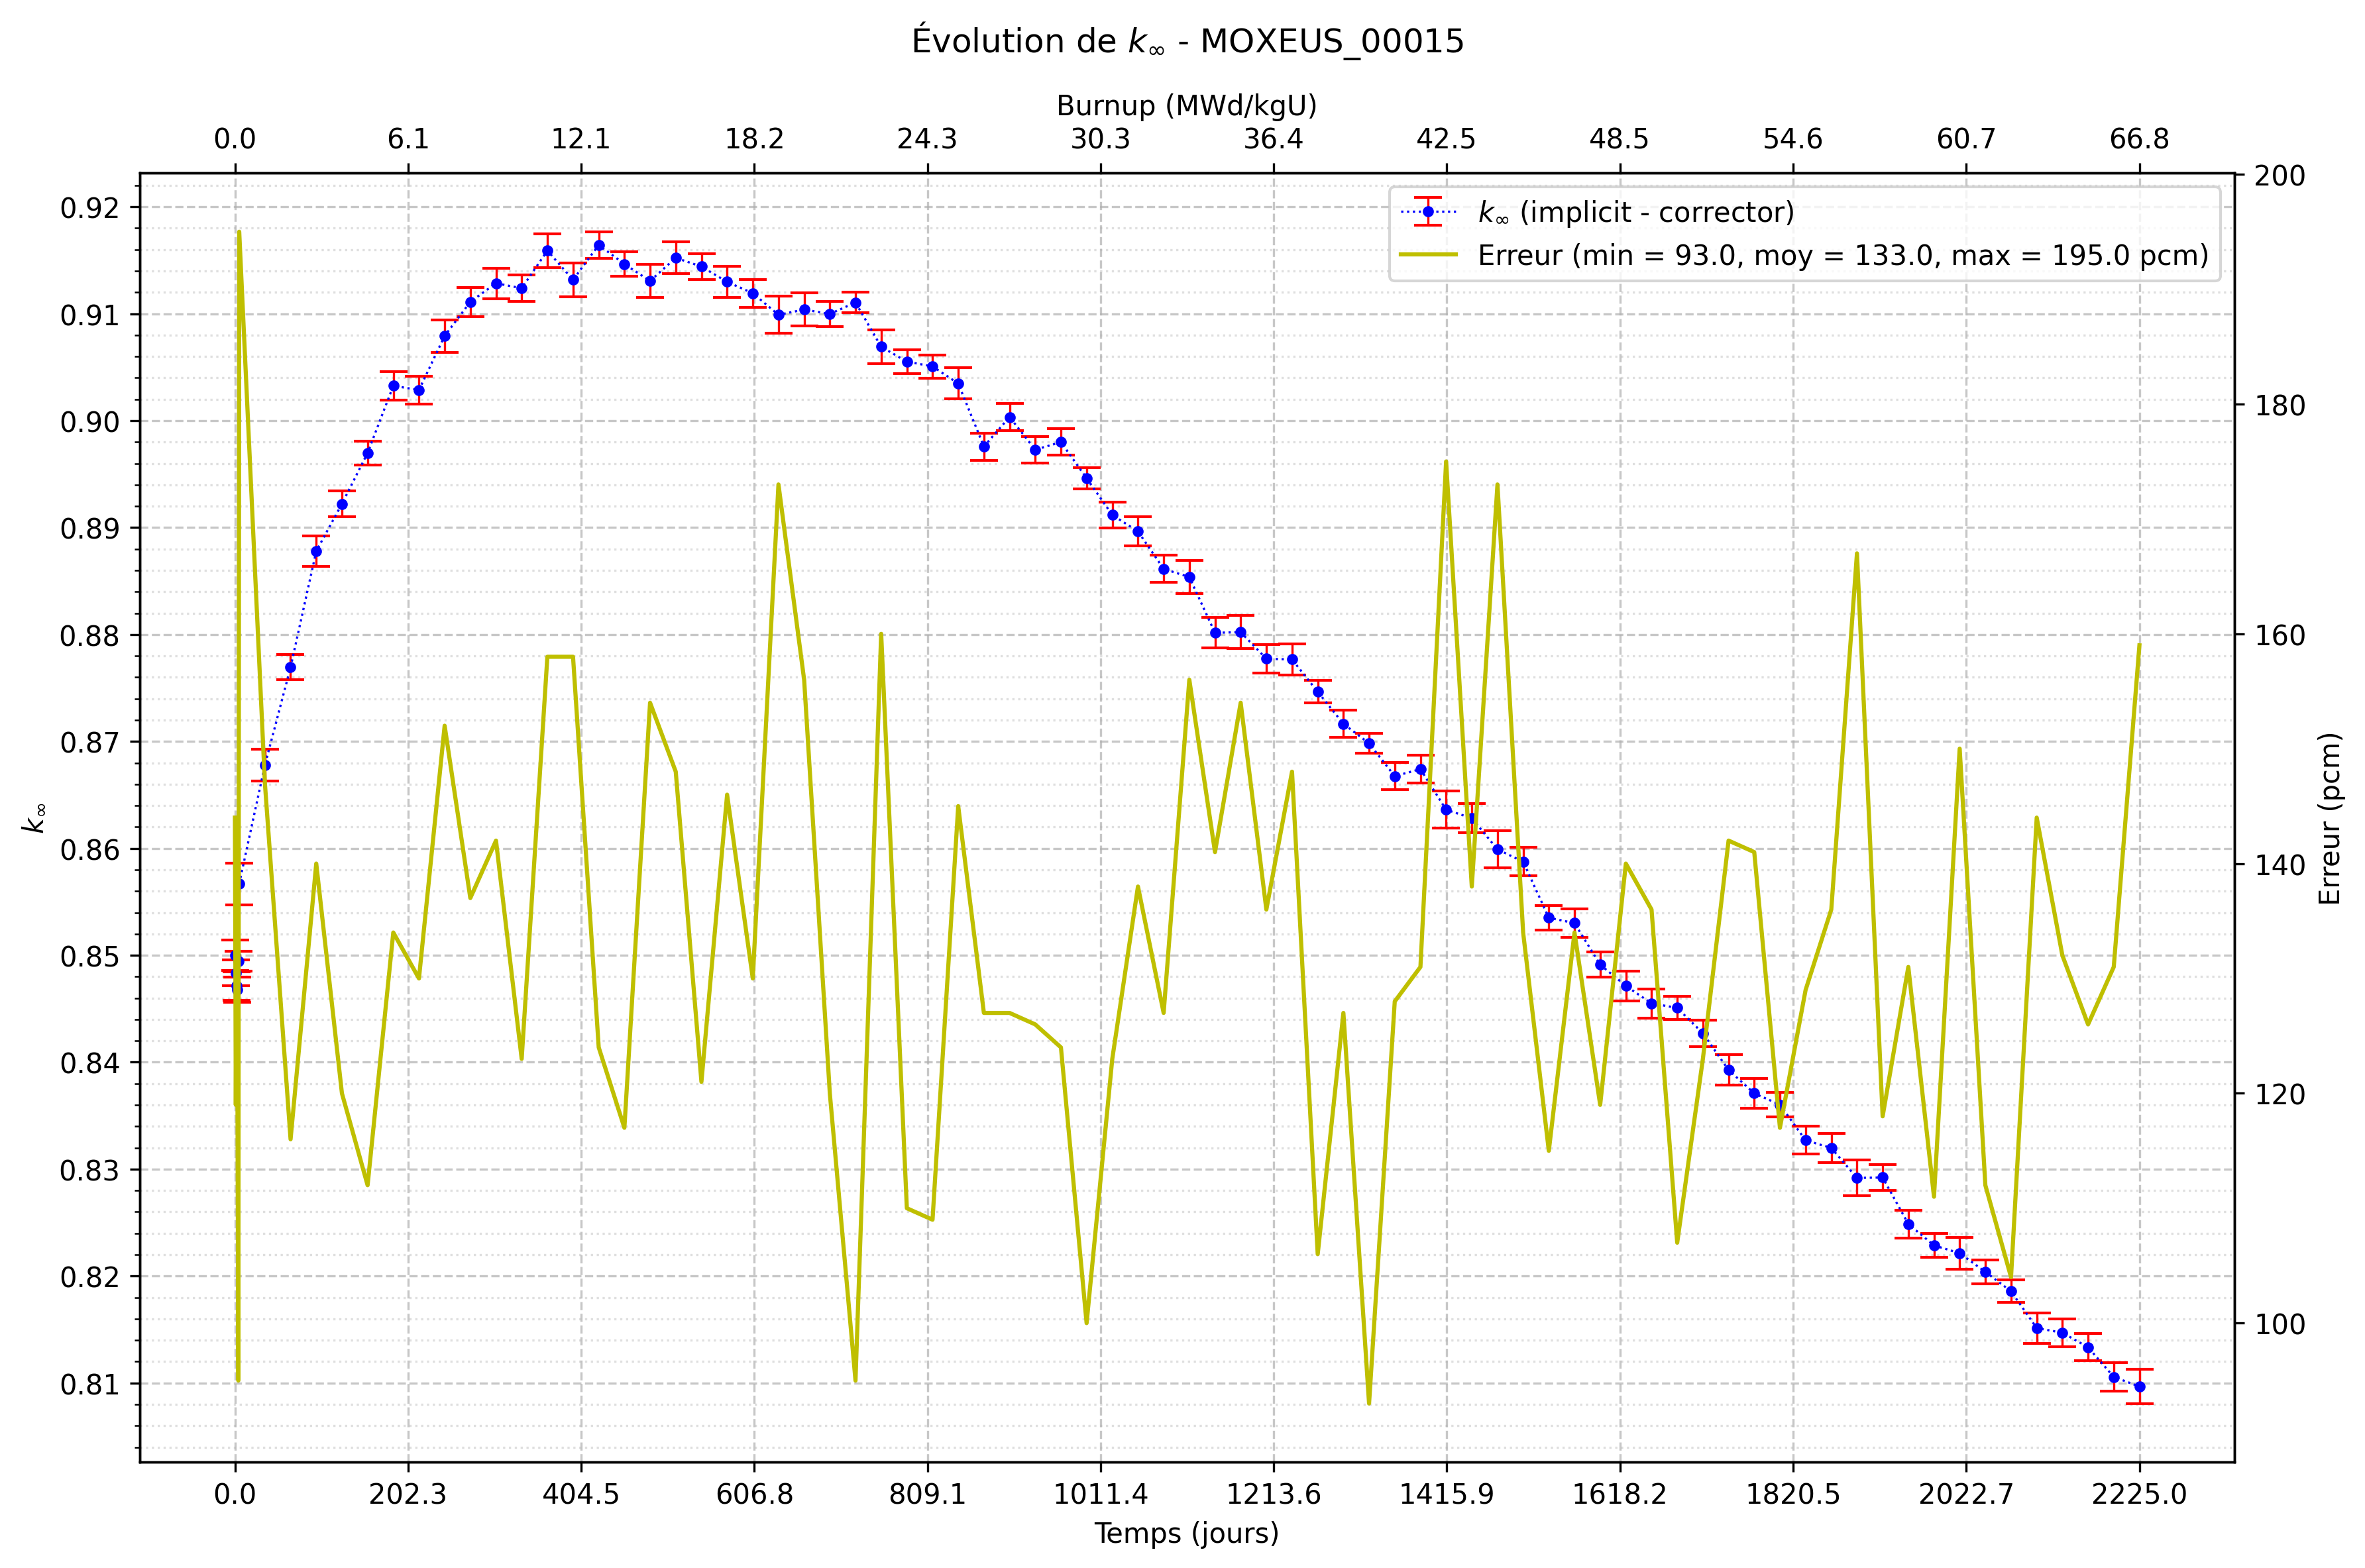 Évolution de k∞ - MOXEUS_00015
Burnup (MWd/kgU)
0.0 6.1 12.1 18.2 24.3 30.3 36.4 42.5 48.5 54.6 60.7 66.8
k∞ (implicit - corrector)
Erreur (min = 93.0, moy = 133.0, max = 195.0 pcm)
k∞
0.92
0.91
0.90
0.89
0.88
0.87
0.86
0.85
0.84
0.83
0.82
0.81
200
180
160
140
120
100
Erreur (pcm)
0.0 202.3 404.5 606.8 809.1 1011.4 1213.6 1415.9 1618.2 1820.5 2022.7 2225.0
Temps (jours)